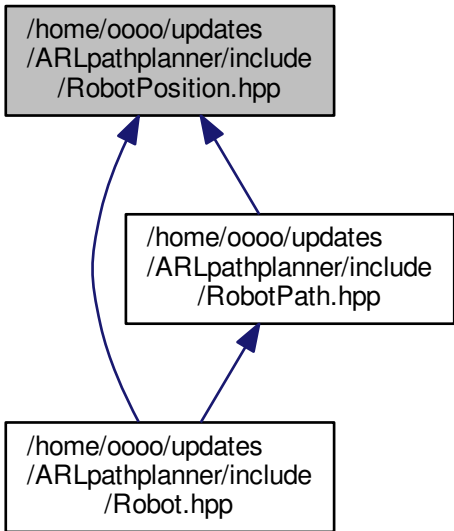 /home/oooo/updates
/ARLpathplanner/include
/RobotPosition.hpp
/home/oooo/updates
/ARLpathplanner/include
/RobotPath.hpp
/home/oooo/updates
/ARLpathplanner/include
/Robot.hpp